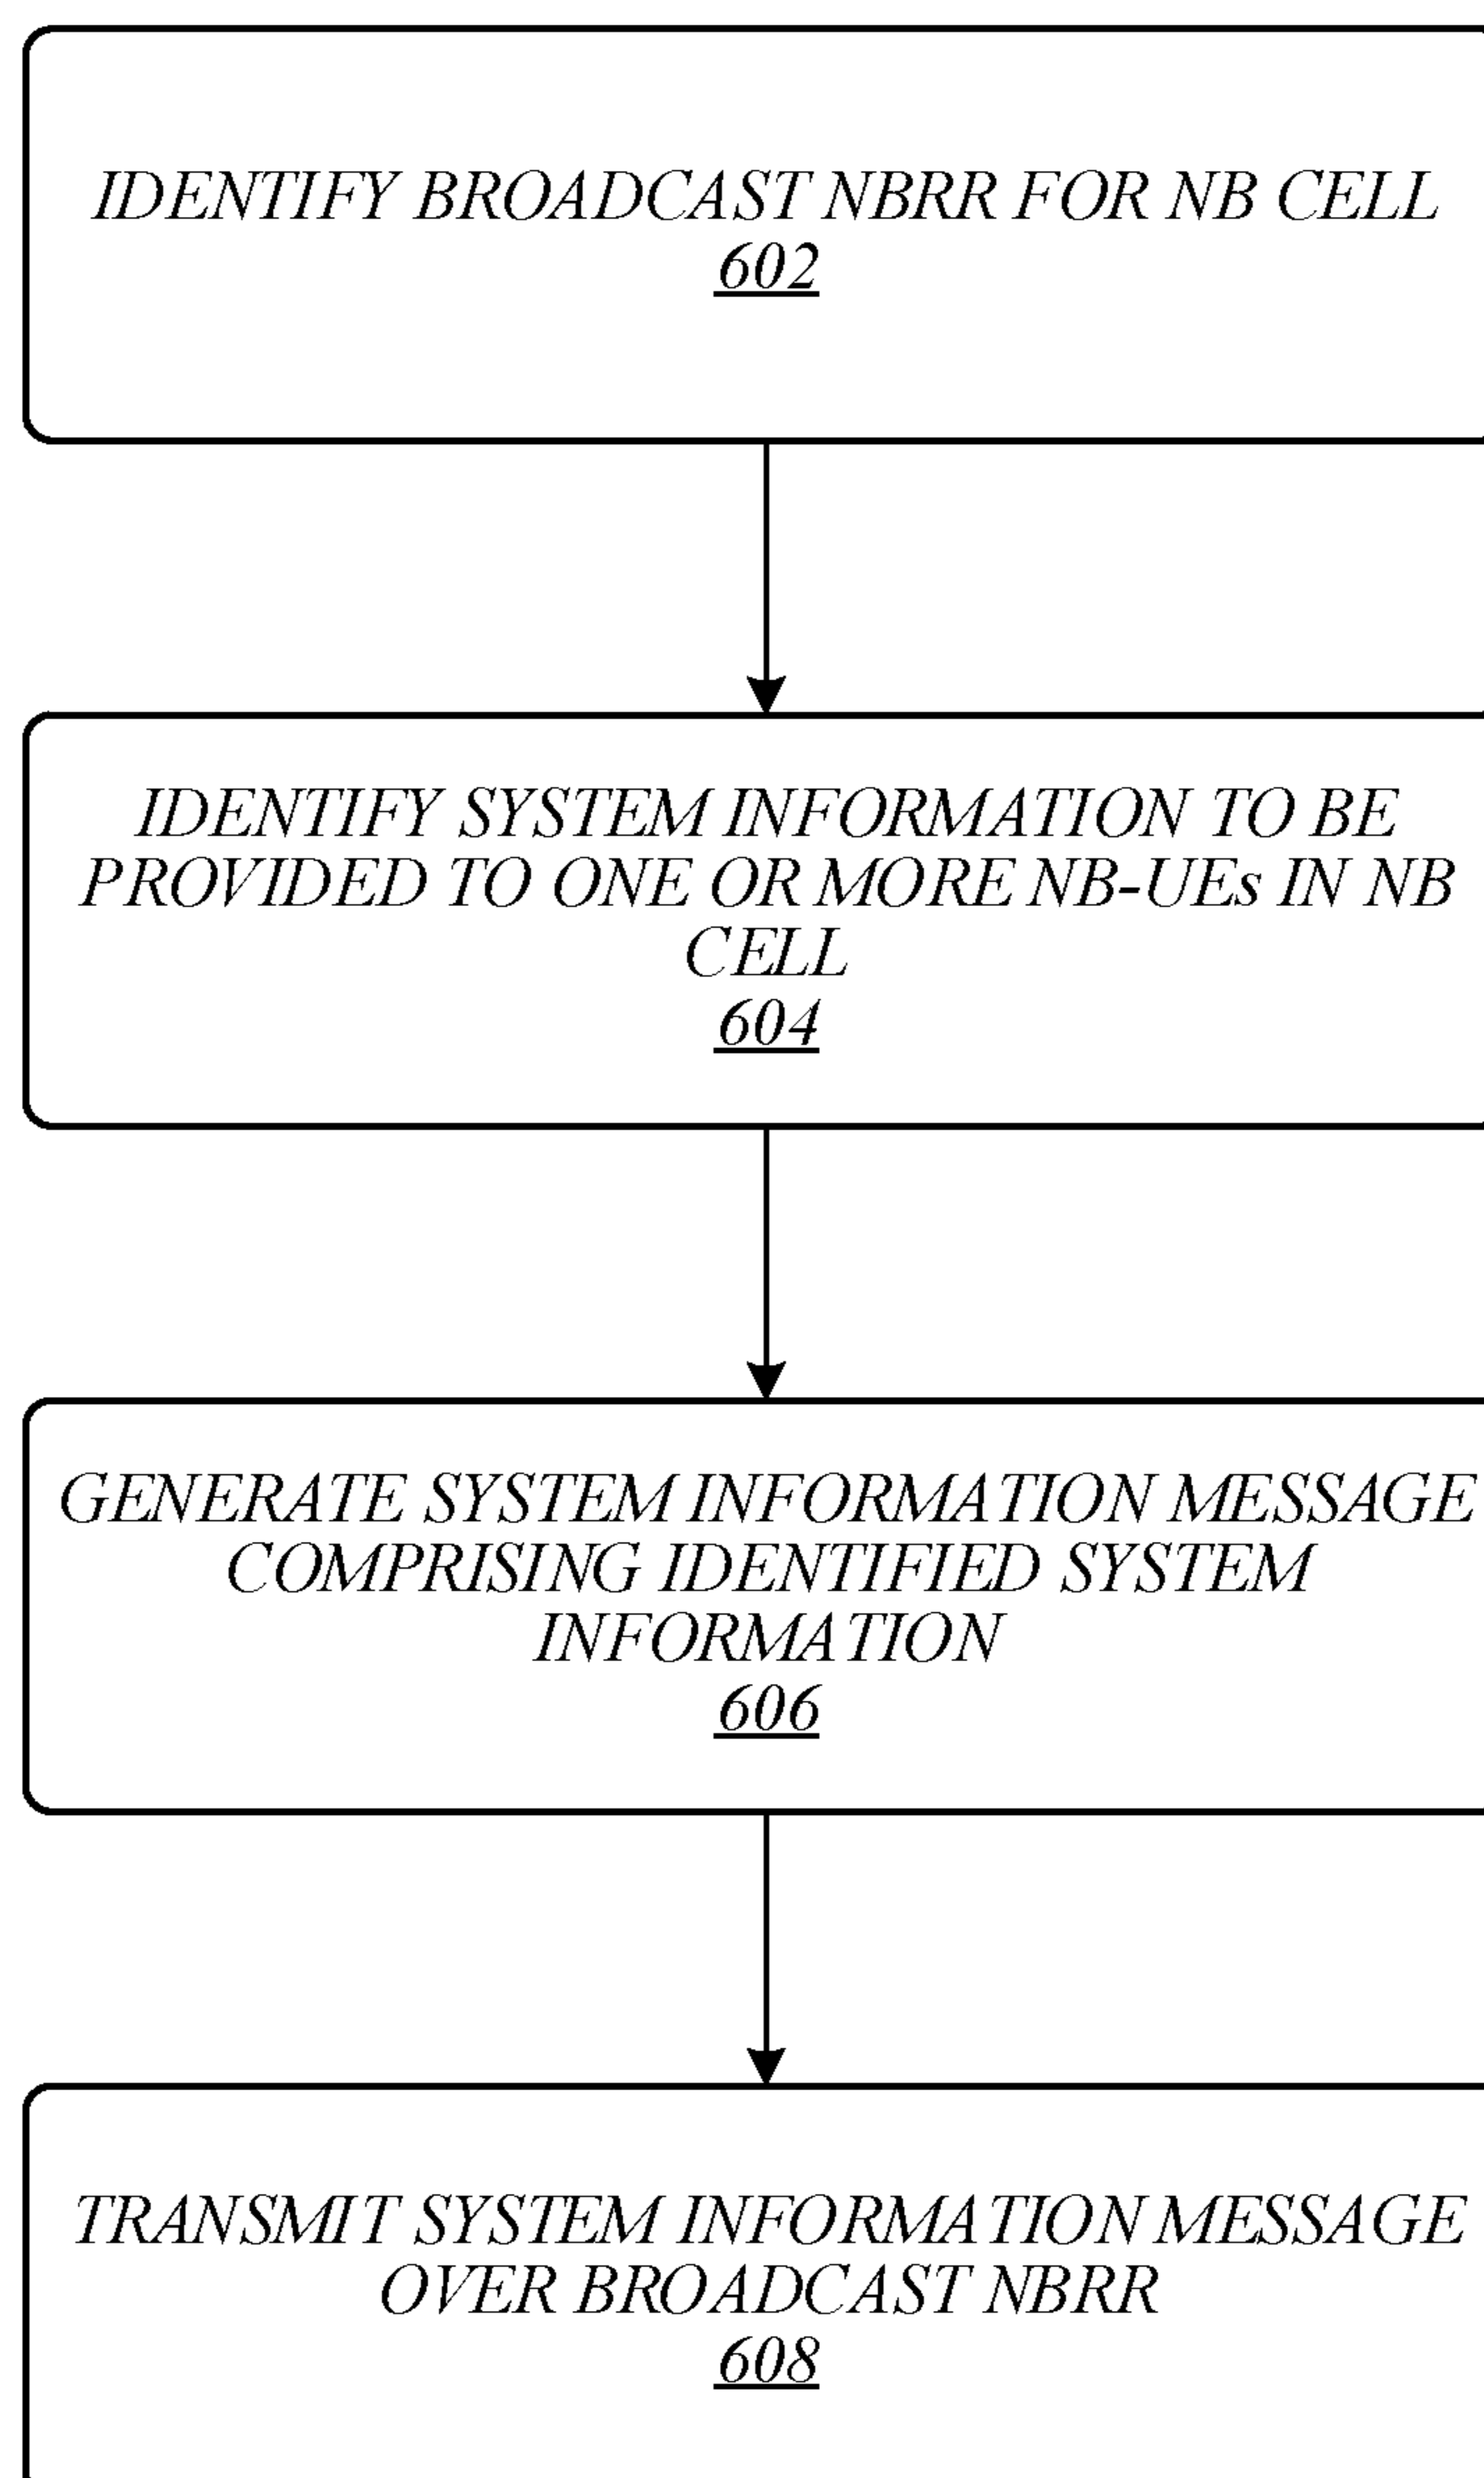 IDENTIFY BROADCAST NBRR FOR NB CELL
602
IDENTIFY SYSTEM INFORMATION TO BE
PROVIDED TO ONE OR MORE NB-UEs IN NB
CELL
604
GENERATE SYSTEM INFORMATION MESSAGE
COMPRISING IDENTIFIED SYSTEM
INFORMATION
606
TRANSMIT SYSTEM INFORMATION MESSAGE
OVER BROADCAST NBRR
608